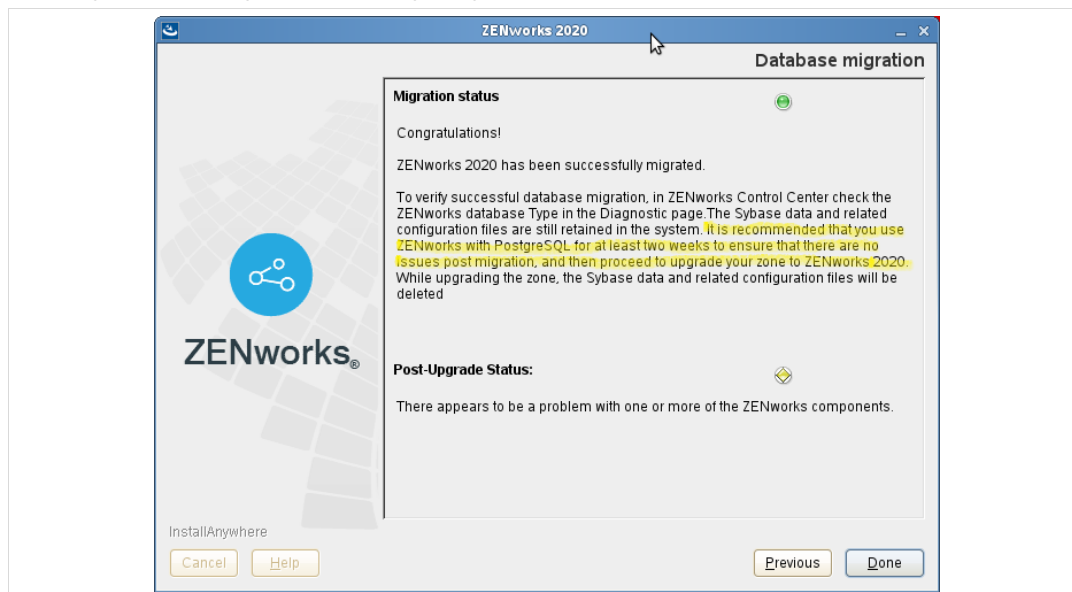 ZENworks 2020
Database migration
Migration status
Congratulations!
ZENworks 2020 has been successfully migrated.
To verify successful database migration, in ZENworks Control Center check the
ZENworks database Type in the Diagnostic page.The Sybase data and related
configuration files are still retained in the system. It is recommended that you use
ZENworks with PostgreSQL for at least two weeks to ensure that there are no
issues post migration, and then proceed to upgrade your zone to ZENworks 2020.
While upgrading the zone, the Sybase data and related configuration files will be
deleted
ZENworks®
Post-Upgrade Status:
There appears to be a problem with one or more of the ZENworks components.
InstallAnywhere
Cancel Help Previous Done